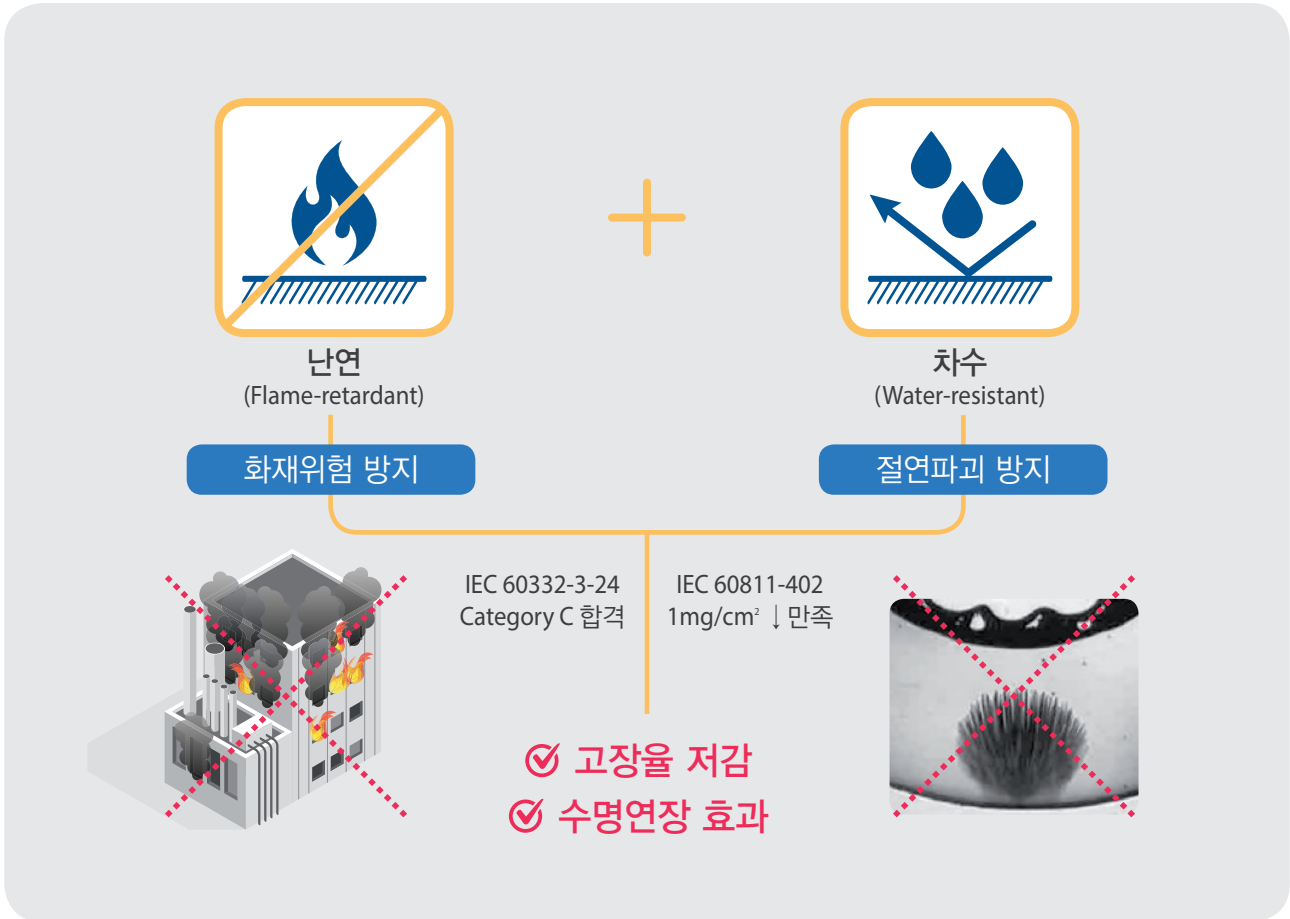 난연
(Flame-retardant)
화재위험 방지
차수
(Water-resistant)
절연파괴 방지
IEC 60332-3-24
Category C 합격
IEC 60811-402
1mg/cm² ↓ 만족
고장율 저감
수명연장 효과